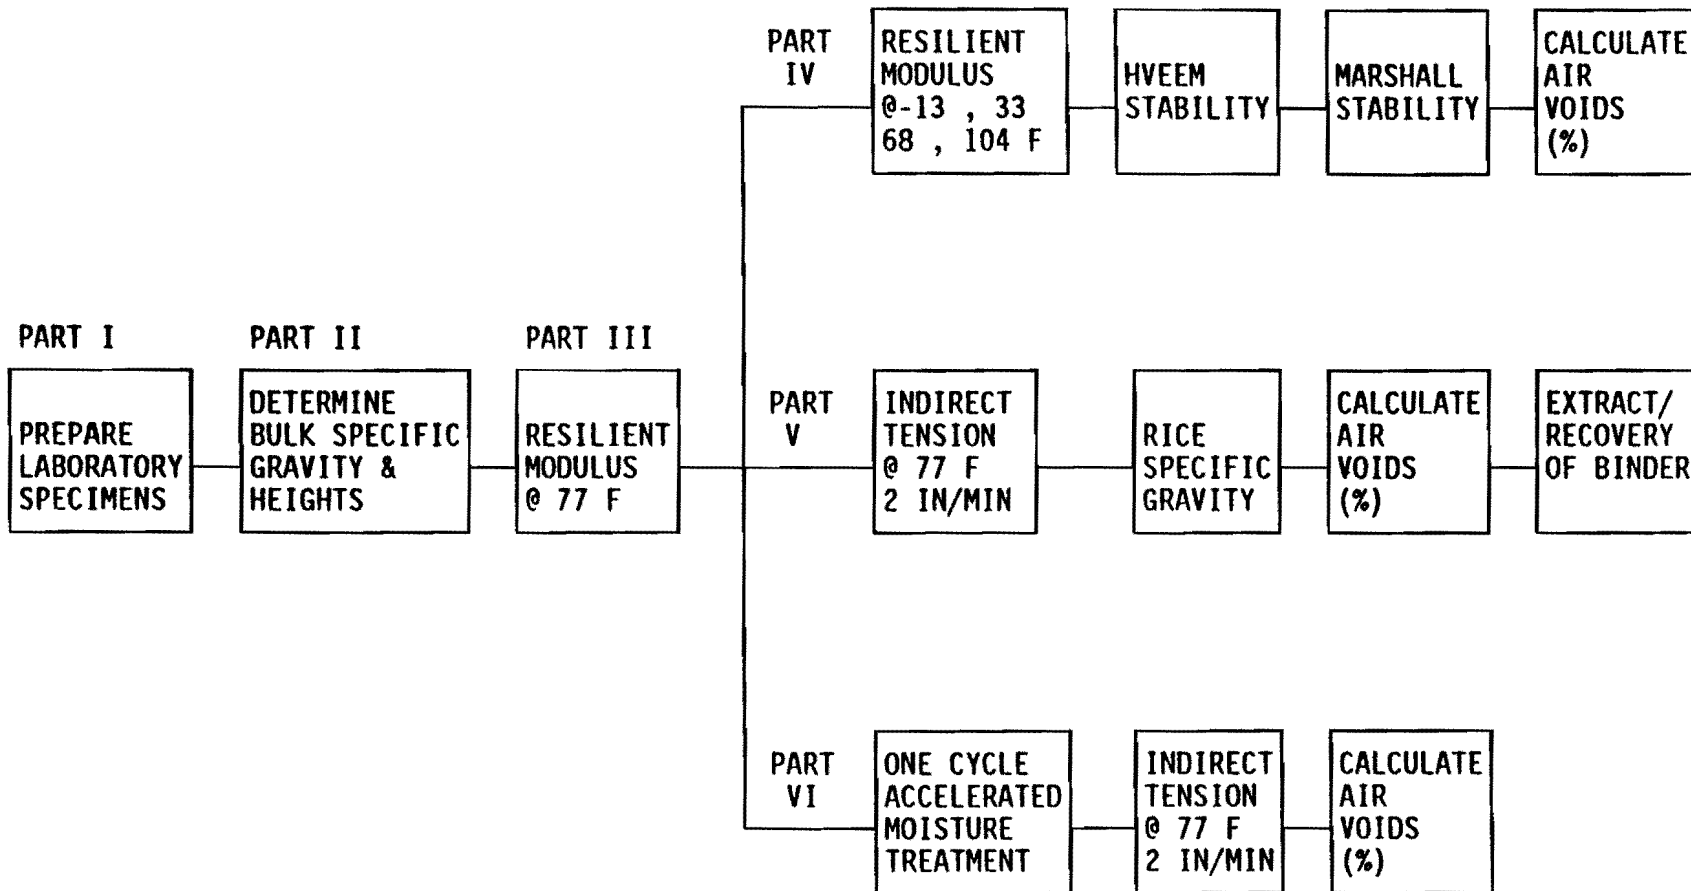 PART
IV
RESILIENT
MODULUS
@-13 , 33
68 , 104 F
HVEEM
STABILITY
MARSHALL
STABILITY
CALCULATE
AIR
VOIDS
(%)
PART I
PREPARE
LABORATORY
SPECIMENS
PART II
DETERMINE
BULK SPECIFIC
GRAVITY &
HEIGHTS
PART III
RESILIENT
MODULUS
@ 77 F
PART
V
INDIRECT
TENSION
@ 77 F
2 IN/MIN
RICE
SPECIFIC
GRAVITY
CALCULATE
AIR
VOIDS
(%)
EXTRACT/
RECOVERY
OF BINDER
PART
VI
ONE CYCLE
ACCELERATED
MOISTURE
TREATMENT
INDIRECT
TENSION
@ 77 F
2 IN/MIN
CALCULATE
AIR
VOIDS
(%)